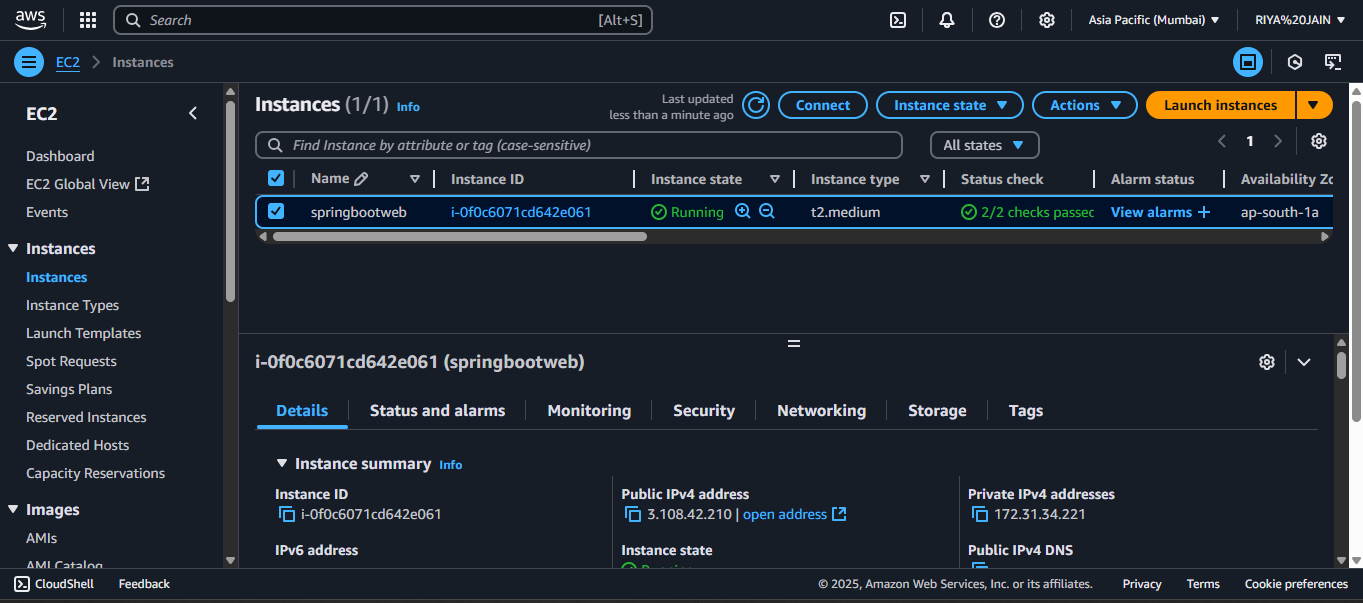 aws Search [Alt+S] Asia Pacific (Mumbai) RIYA%20JAIN
EC2 Instances
EC2
Dashboard
EC2 Global View
Events
Instances
Instances
Instance Types
Launch Templates
Spot Requests
Savings Plans
Reserved Instances
Dedicated Hosts
Capacity Reservations
Images
AMIs
AMI Catalog
Instances (1/1) Info
Last updated
less than a minute ago
Connect Instance state Actions Launch instances
Find Instance by attribute or tag (case-sensitive) All states 1
Name Instance ID Instance state Instance type Status check Alarm status Availability Zo
springbootweb i-0f0c6071cd642e061 Running t2.medium 2/2 checks passec View alarms + ap-south-1a
i-0f0c6071cd642e061 (springbootweb)
Details Status and alarms Monitoring Security Networking Storage Tags
Instance summary Info
Instance ID
i-0f0c6071cd642e061
IPv6 address
Public IPv4 address
3.108.42.210 | open address
Instance state
Running
Private IPv4 addresses
172.31.34.221
Public IPv4 DNS
CloudShell Feedback © 2025, Amazon Web Services, Inc. or its affiliates. Privacy Terms Cookie preferences